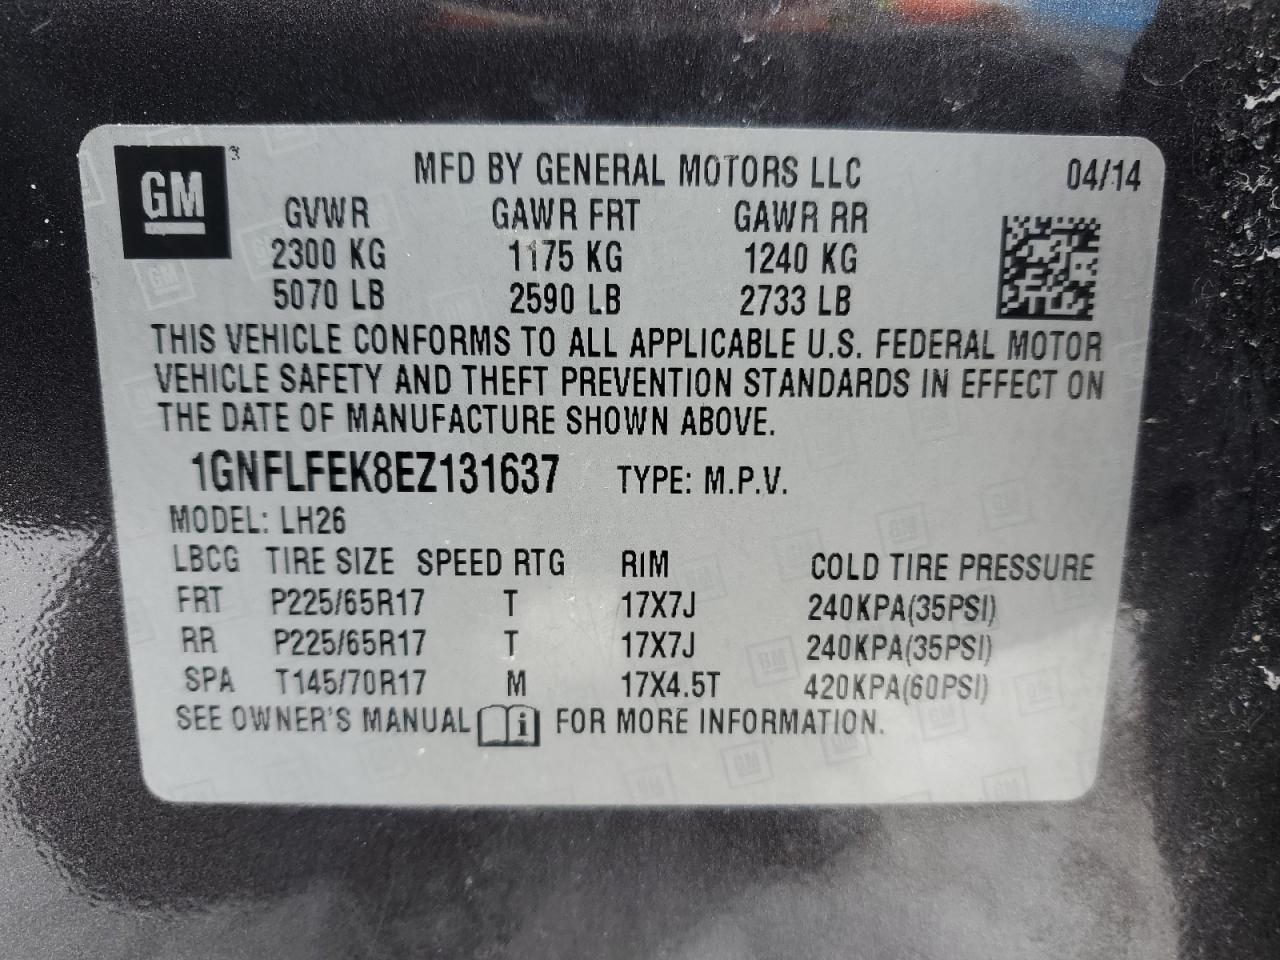 GM
3
MFD BY GENERAL MOTORS LLC 04/14
GVWR GAWR FRT GAWR RR
2300 KG 1175 KG 1240 KG
5070 LB 2590 LB 2733 LB
THIS VEHICLE CONFORMS TO ALL APPLICABLE U.S. FEDERAL MOTOR
VEHICLE SAFETY AND THEFT PREVENTION STANDARDS IN EFFECT ON
THE DATE OF MANUFACTURE SHOWN ABOVE.
1GNFLFEK8EZ131637 TYPE: M.P.V.
MODEL: LH26
LBCG TIRE SIZE SPEED RTG RIM COLD TIRE PRESSURE
FRT P225/65R17 T 17X7J 240KPA(35PSI)
RR P225/65R17 T 17X7J 240KPA(35PSI)
SPA T145/70R17 M 17X4.5T 420KPA(60PSI)
SEE OWNER'S MANUAL i FOR MORE INFORMATION.